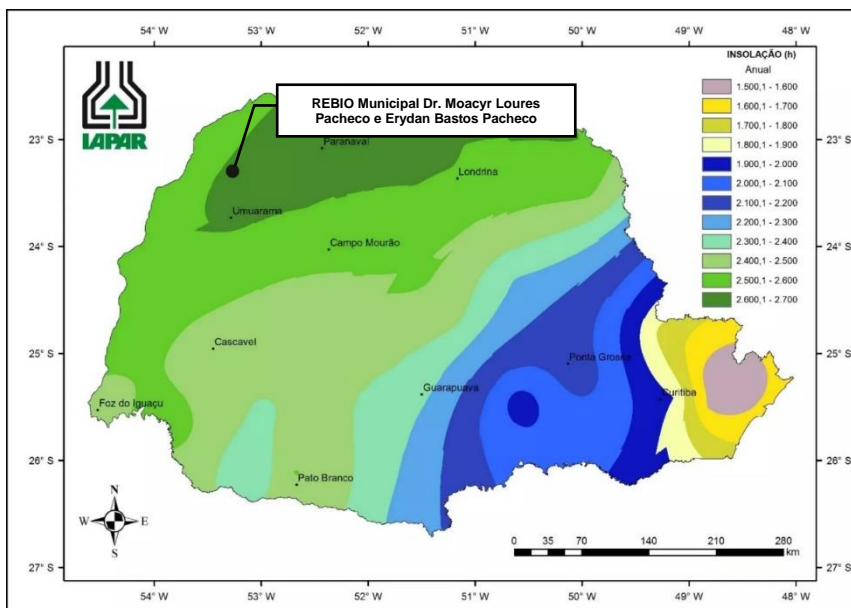 54° W 53° W 52° W 51° W 50° W 49° W 48° W
INSOLAÇÃO (h)
Anual
1.500,1 - 1.600
1.600,1 - 1.700
1.700,1 - 1.800
1.800,1 - 1.900
1.900,1 - 2.000
2.000,1 - 2.100
2.100,1 - 2.200
2.200,1 - 2.300
2.300,1 - 2.400
2.400,1 - 2.500
2.500,1 - 2.600
2.600,1 - 2.700
IAPAR
REBIO Municipal Dr. Moacyr Loures
Pacheco e Erydan Bastos Pacheco
23° S 23° S
Paranavaí
Londrina
Umuarama
24° S 24° S
Campo Mourão
Cascavel
25° S 25° S
Ponta Grossa
Guarapuava
Curitiba
Foz do Iguaçu
26° S 26° S
Pato Branco
N
W E
S
0 35 70 140 210 280
km
27° S 27° S
54° W 53° W 52° W 51° W 50° W 49° W 48° W